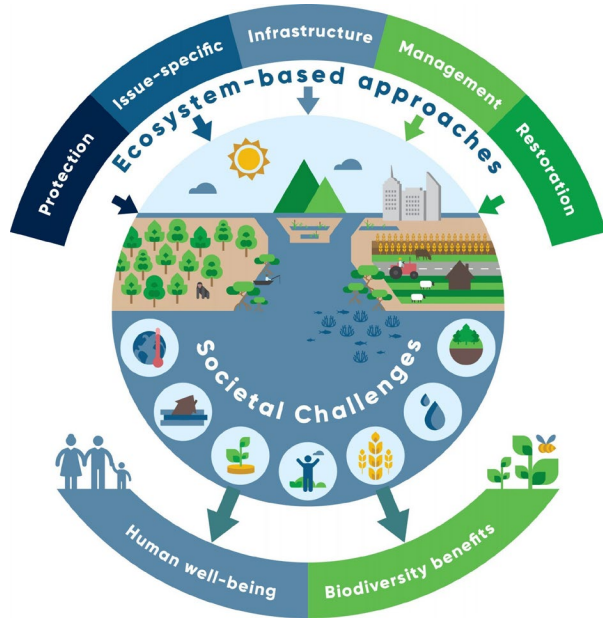 Protection
Issue-specific
Infrastructure
Management
Restoration
Ecosystem-based approaches
Societal Challenges
Human well-being
Biodiversity benefits